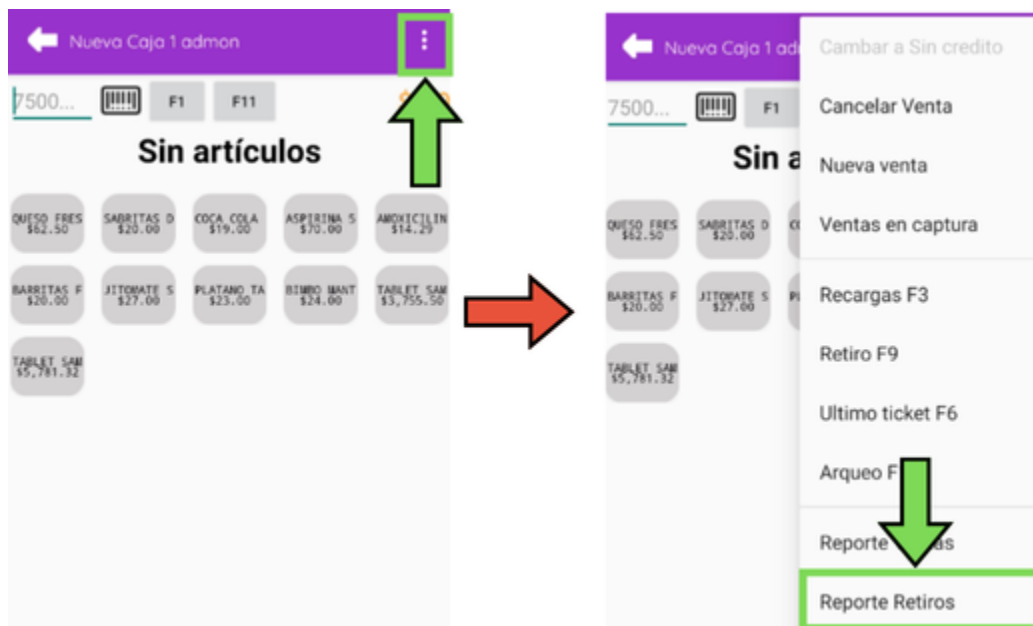 Nueva Caja 1 admon
7500...
F1
F11
Sin artículos
QUESO FRES
$62.50
SABRITAS D
$20.00
COCA COLA
$19.00
ASPIRINA S
$70.00
AMOXICILIN
$14.29
BARRITAS F
$20.00
JITOMATE S
$27.00
PLATANO TA
$23.00
BIMBO MANT
$24.00
TABLET SAM
$3,755.50
TABLET SAM
$5,781.32
Nueva Caja 1
7500...
F1
Sin
QUESO FRES
$62.50
SABRITAS D
$20.00
BARRITAS F
$20.00
JITOMATE S
$27.00
TABLET SAM
$5,781.32
Cambar a Sin credito
Cancelar Venta
Nueva venta
Ventas en captura
Recargas F3
Retiro F9
Ultimo ticket F6
Arqueo
Reporte
Reporte Retiros